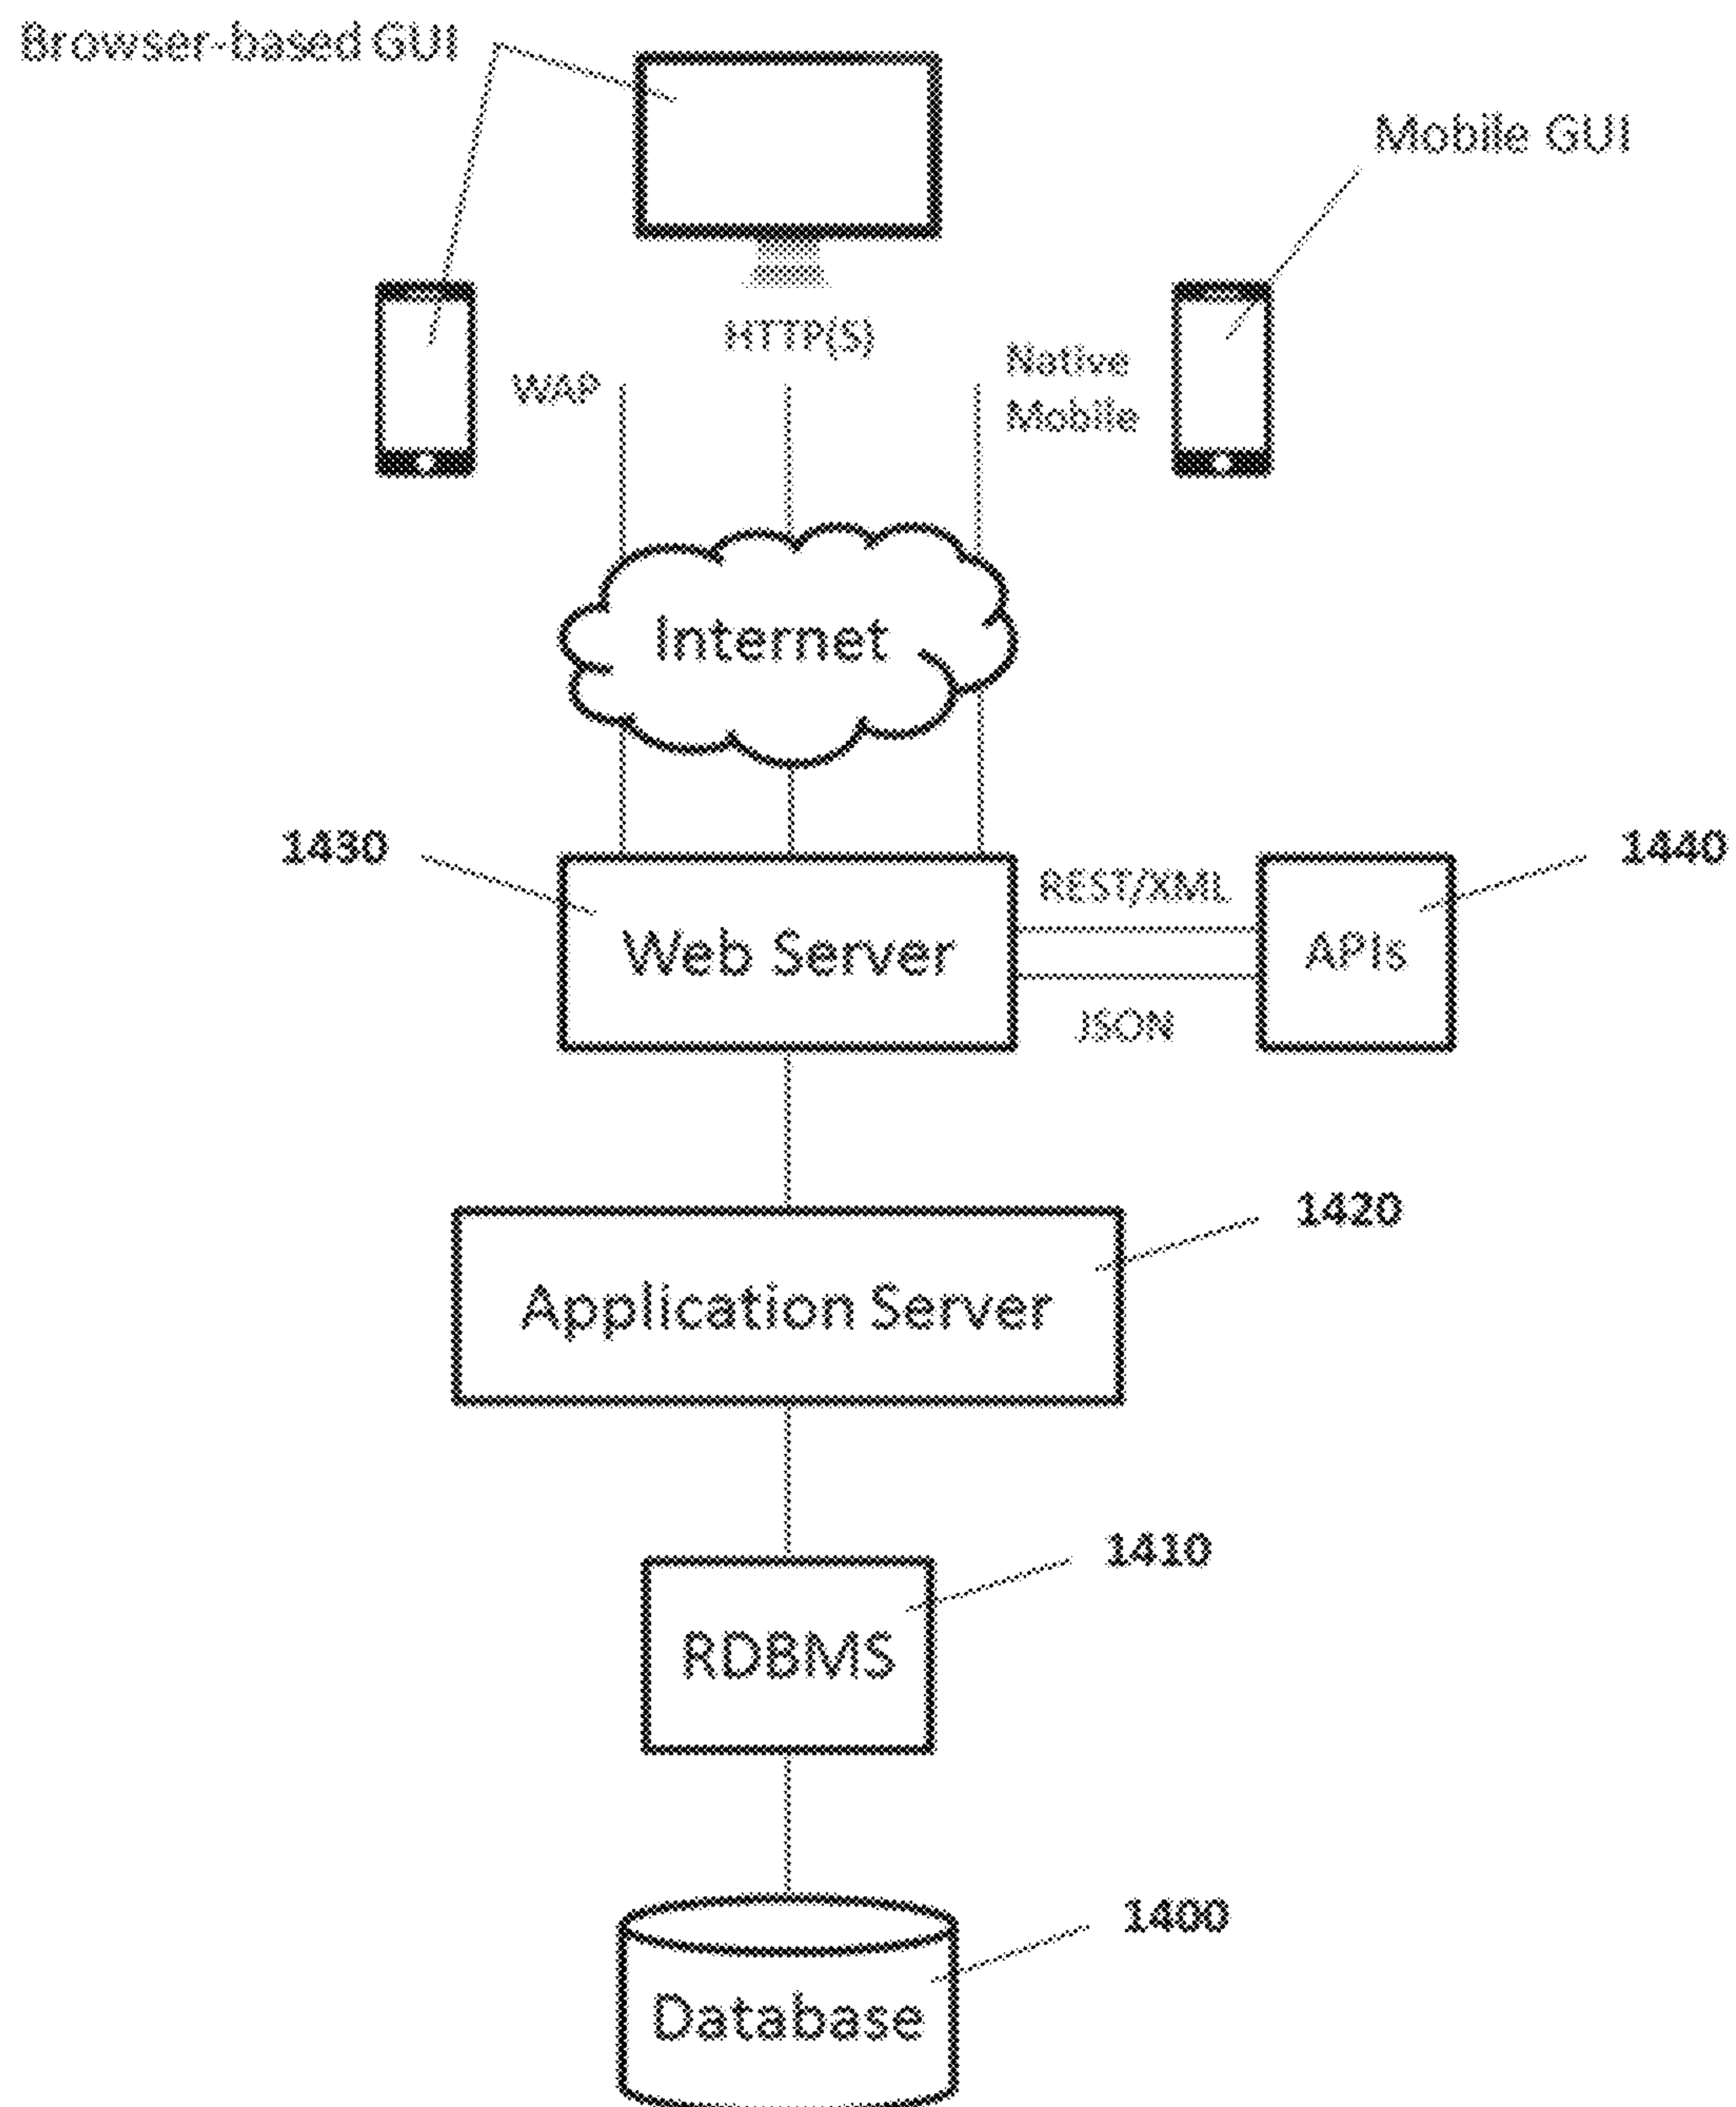 Browser-based GUI
Mobile GUI
HTTP(S)
WAP
Native
Mobile
Internet
1430
1440
REST/XML
Web Server
APIs
JSON
1420
Application Server
1410
RDBMS
1400
Database